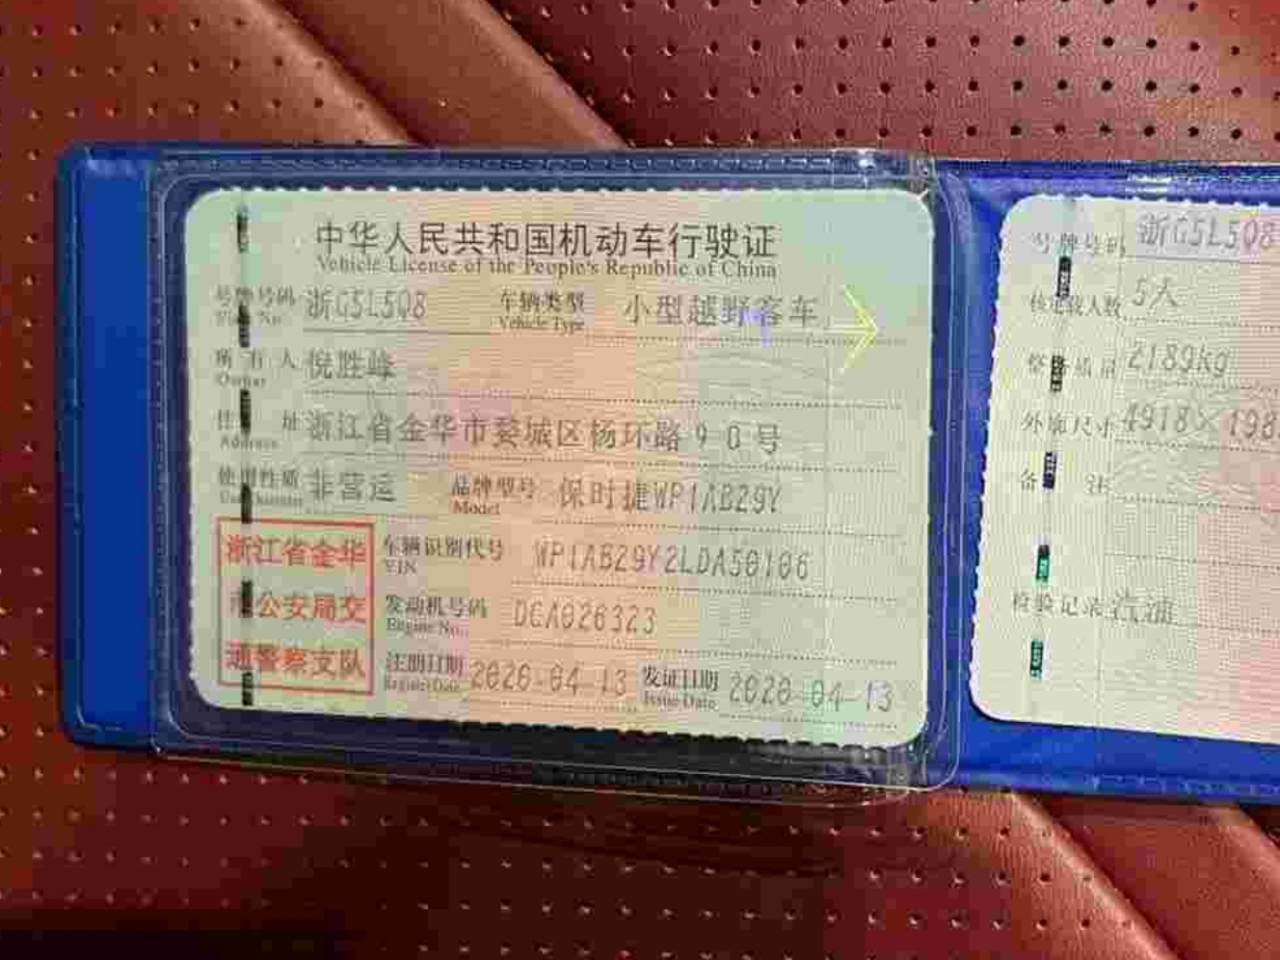 中华人民共和国机动车行驶证
Vehicle License of the People's Republic of China
号牌号码 浙G5L5Q8 车辆类型 小型越野客车
Plate No. Vehicle Type
所有人 倪胜峰
Owner
住址 浙江省金华市婺城区杨环路90号
Address
使用性质 非营运 品牌型号 保时捷WP1AB29Y
Use Character Model
浙江省金华
市公安局交
通警察支队
车辆识别代号 WP1AB29Y2LDA50106
VIN
发动机号码 DCA026323
Engine No.
注册日期 2020-04-13 发证日期 2020-04-13
Register Date Issue Date
号牌号码 浙G5L5Q8
核定载人数 5人
整备质量 2189kg
外廓尺寸 4918×198
备注
检验记录 汽油